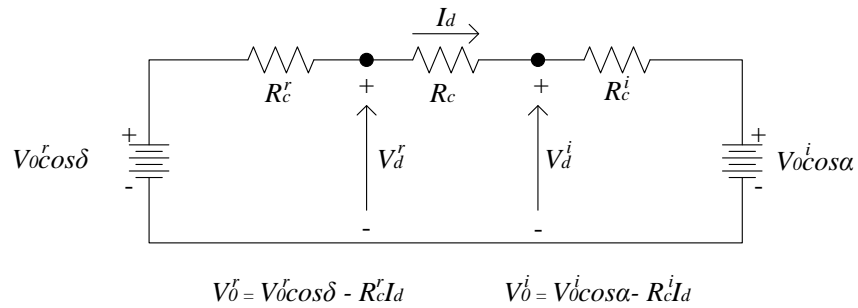 I_d
R_c^r R_c R_c^i
+ +
+ +
V_0^r cosδ V_d^r V_d^i V_0^i cosα
- -
- -
V_0^r = V_0^r cosδ - R_c^r I_d V_0^i = V_0^i cosα- R_c^i I_d